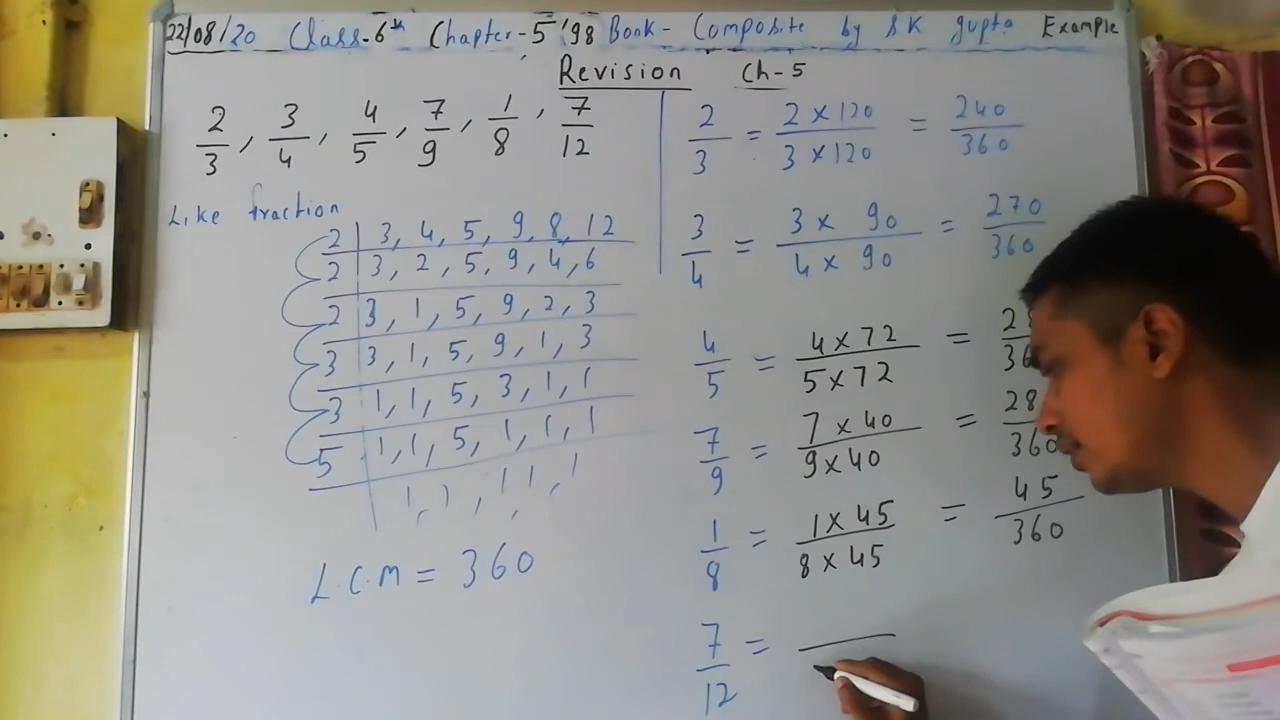 22/08/20 Class-6th Chapter-5 '98 Book- Composite by SK gupta Example
Revision Ch-5
2/3, 3/4, 4/5, 7/9, 1/8, 7/12
Like fraction
2 | 3, 4, 5, 9, 8, 12
2 | 3, 2, 5, 9, 4, 6
2 | 3, 1, 5, 9, 2, 3
3 | 3, 1, 5, 9, 1, 3
3 | 1, 1, 5, 3, 1, 1
5 | 1, 1, 5, 1, 1, 1
1, 1, 1 1, 1
L.C.M = 360
2/3 = 2 x 120/3 x 120 = 240/360
3/4 = 3 x 90/4 x 90 = 270/360
4/5 = 4 x 72/5 x 72 =
7/9 = 7 x 40/9 x 40 = 28 /360
1/8 = 1 x 45/8 x 45 = 45/360
7/12 =